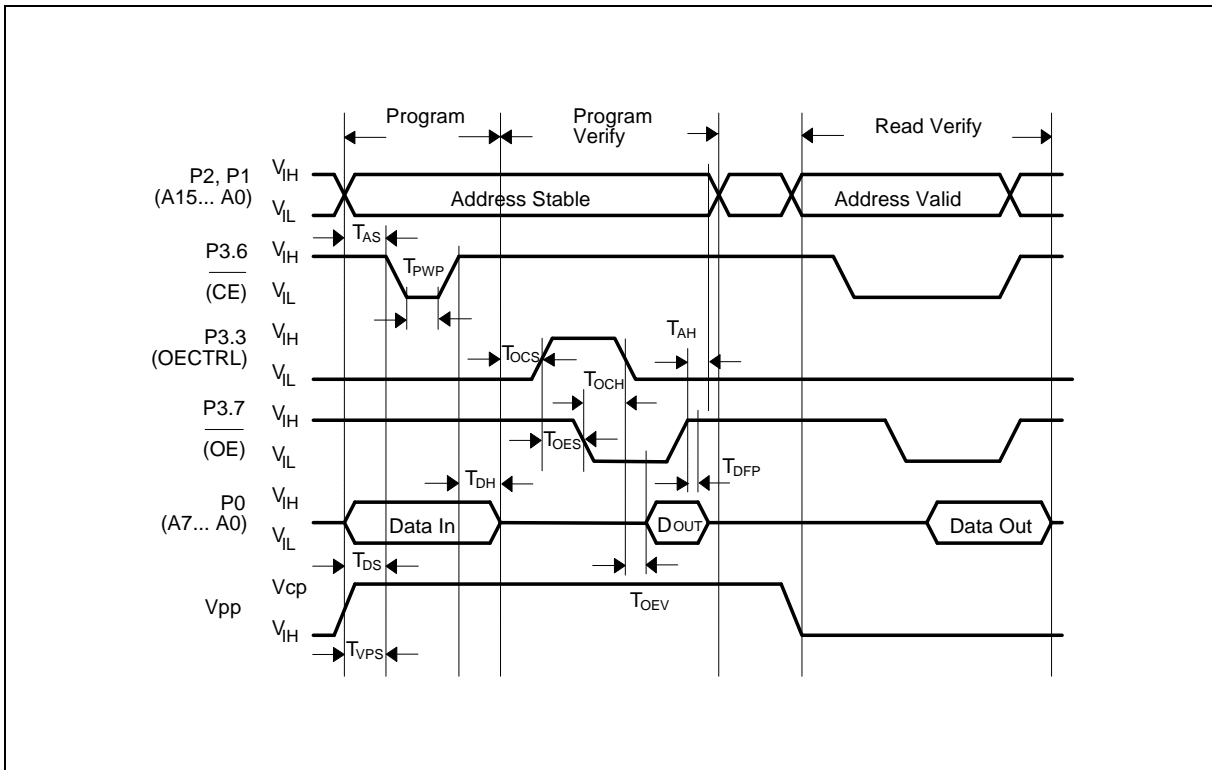 Program
Program
Verify
Read Verify
P2, P1
(A15... A0)
VIH
VIL
Address Stable
Address Valid
TAS
P3.6
(CE)
VIH
VIL
TPWP
P3.3
(OECTRL)
VIH
VIL
TOCS
TOCH
TAH
P3.7
(OE)
VIH
VIL
TOES
TDFP
TDH
P0
(A7... A0)
VIH
VIL
Data In
DOUT
Data Out
TDS
Vpp
Vcp
VIH
TOEV
TVPS